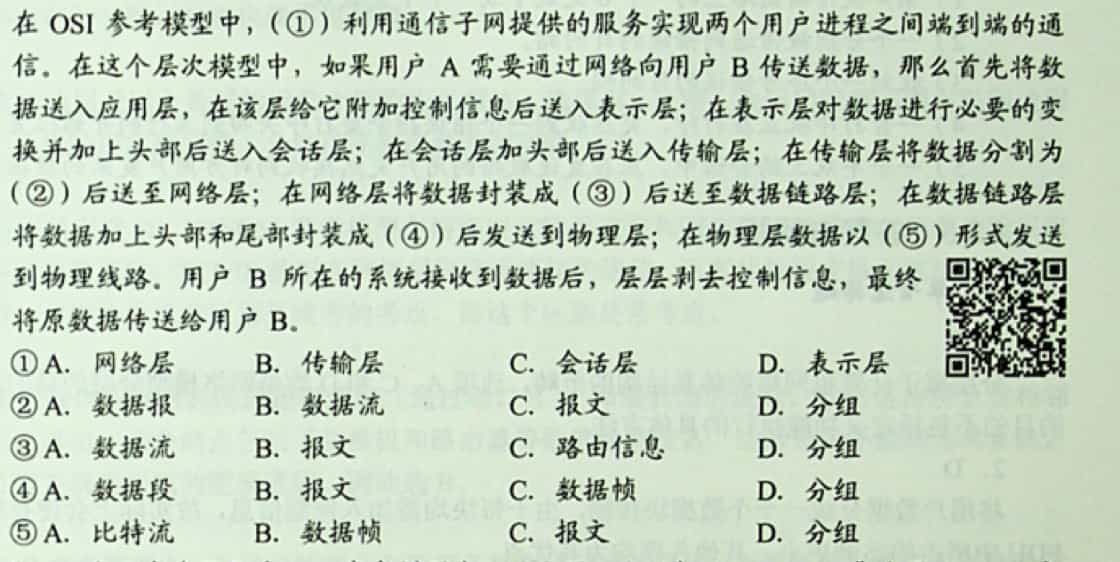 在 OSI 参考模型中，（①）利用通信子网提供的服务实现两个用户进程之间端到端的通
信。在这个层次模型中，如果用户 A 需要通过网络向用户 B 传送数据，那么首先将数
据送入应用层，在该层给它附加控制信息后送入表示层；在表示层对数据进行必要的变
换并加上头部后送入会话层；在会话层加头部后送入传输层；在传输层将数据分割为
（②）后送至网络层；在网络层将数据封装成（③）后送至数据链路层；在数据链路层
将数据加上头部和尾部封装成（④）后发送到物理层；在物理层数据以（⑤）形式发送
到物理线路。用户 B 所在的系统接收到数据后，层层剥去控制信息，最终
将原数据传送给用户 B。
①A. 网络层 B. 传输层 C. 会话层 D. 表示层
②A. 数据报 B. 数据流 C. 报文 D. 分组
③A. 数据流 B. 报文 C. 路由信息 D. 分组
④A. 数据段 B. 报文 C. 数据帧 D. 分组
⑤A. 比特流 B. 数据帧 C. 报文 D. 分组